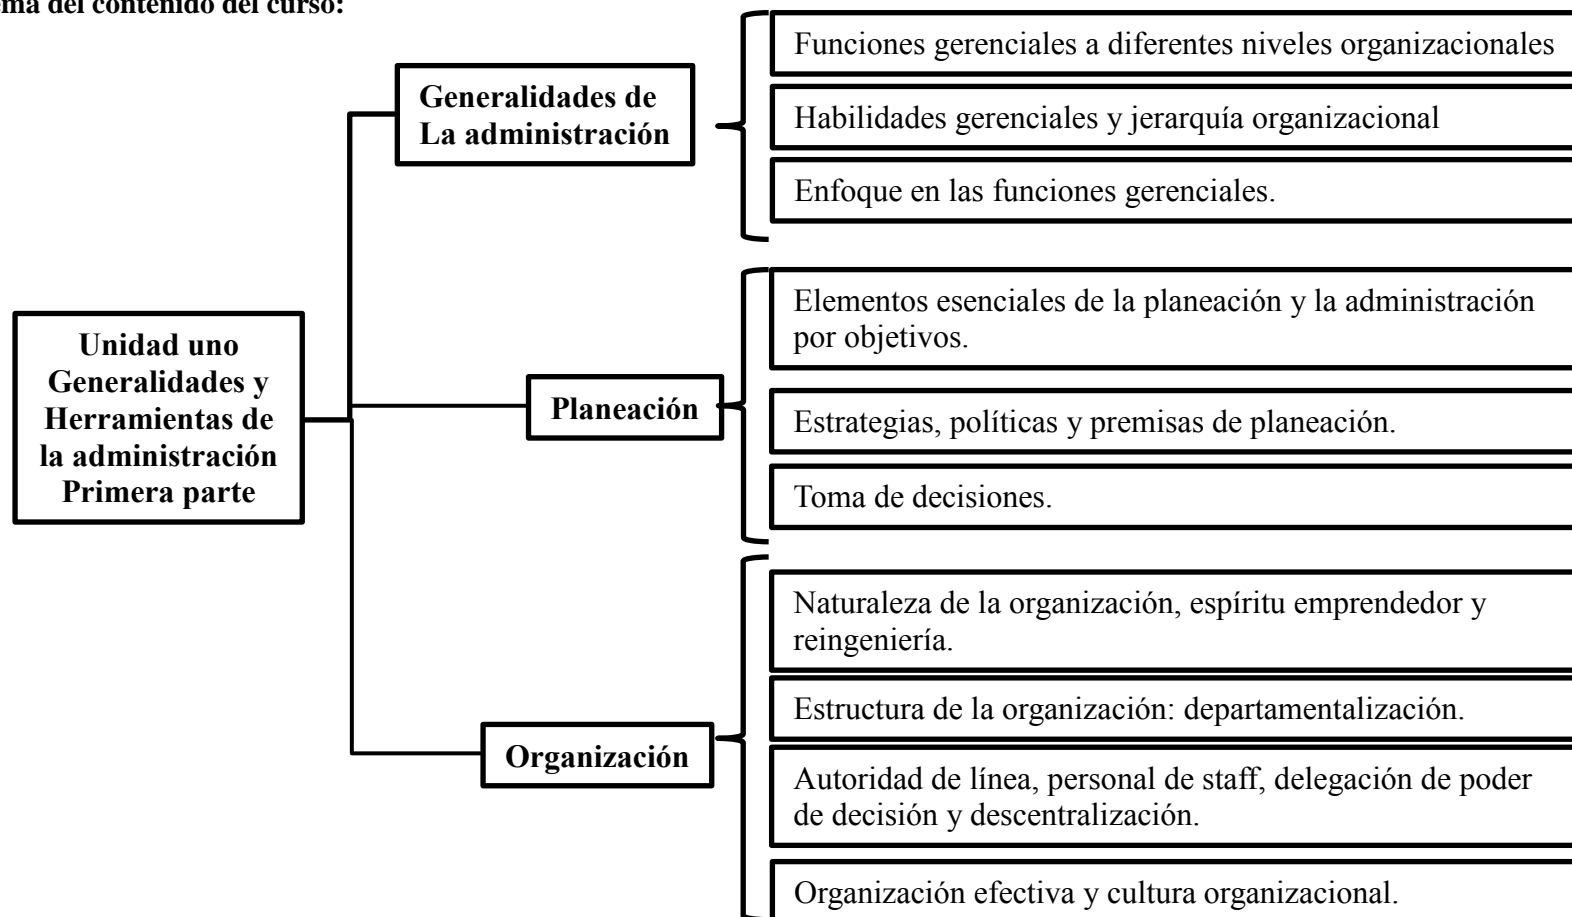 del contenido del curso:
Generalidades de
La administración
Funciones gerenciales a diferentes niveles organizacionales
Habilidades gerenciales y jerarquía organizacional
Enfoque en las funciones gerenciales.
Unidad uno
Generalidades y
Herramientas de
la administración
Primera parte
Planeación
Elementos esenciales de la planeación y la administración
por objetivos.
Estrategias, políticas y premisas de planeación.
Toma de decisiones.
Organización
Naturaleza de la organización, espíritu emprendedor y
reingeniería.
Estructura de la organización: departamentalización.
Autoridad de línea, personal de staff, delegación de poder
de decisión y descentralización.
Organización efectiva y cultura organizacional.